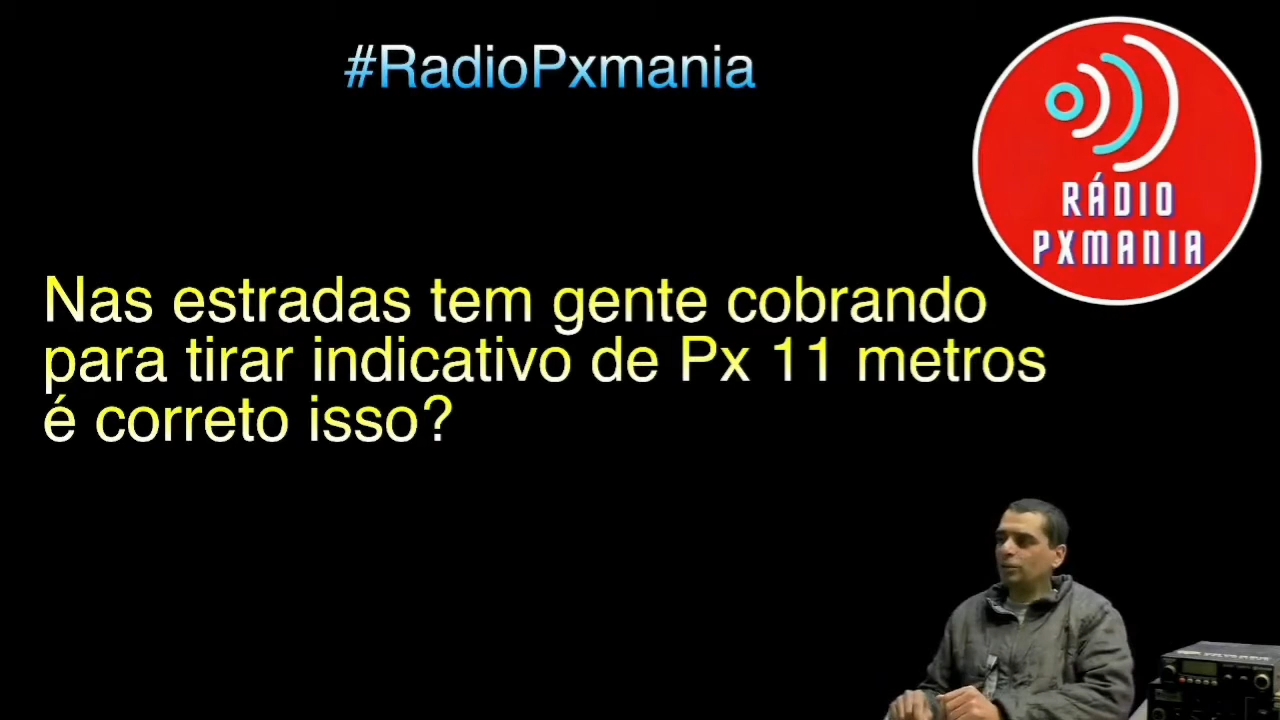 #RadioPxmania
RÁDIO
PXMANIA
Nas estradas tem gente cobrando
para tirar indicativo de Px 11 metros
é correto isso?